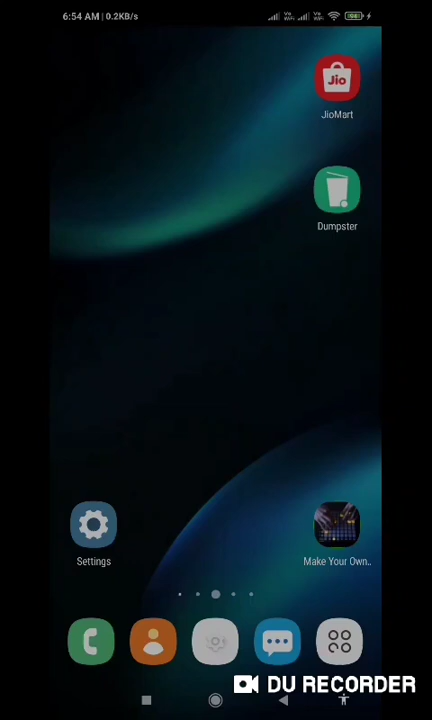 6:54 AM | 0.2KB/s
Jio
JioMart
Dumpster
Settings
Make Your Own..
DU RECORDER